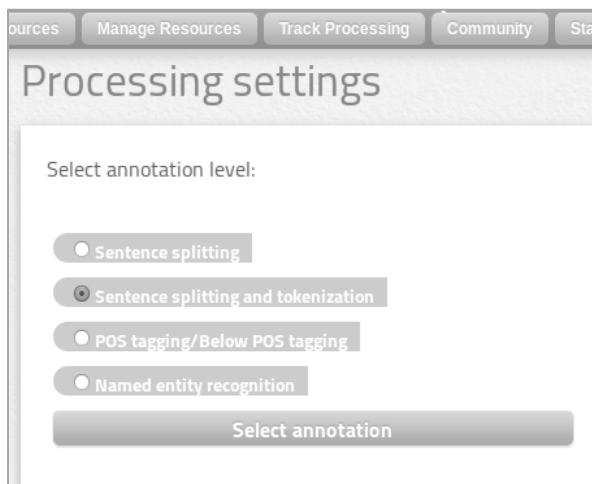 ources Manage Resources Track Processing Community Sta
Processing settings
Select annotation level:
Sentence splitting
Sentence splitting and tokenization
POS tagging/Below POS tagging
Named entity recognition
Select annotation